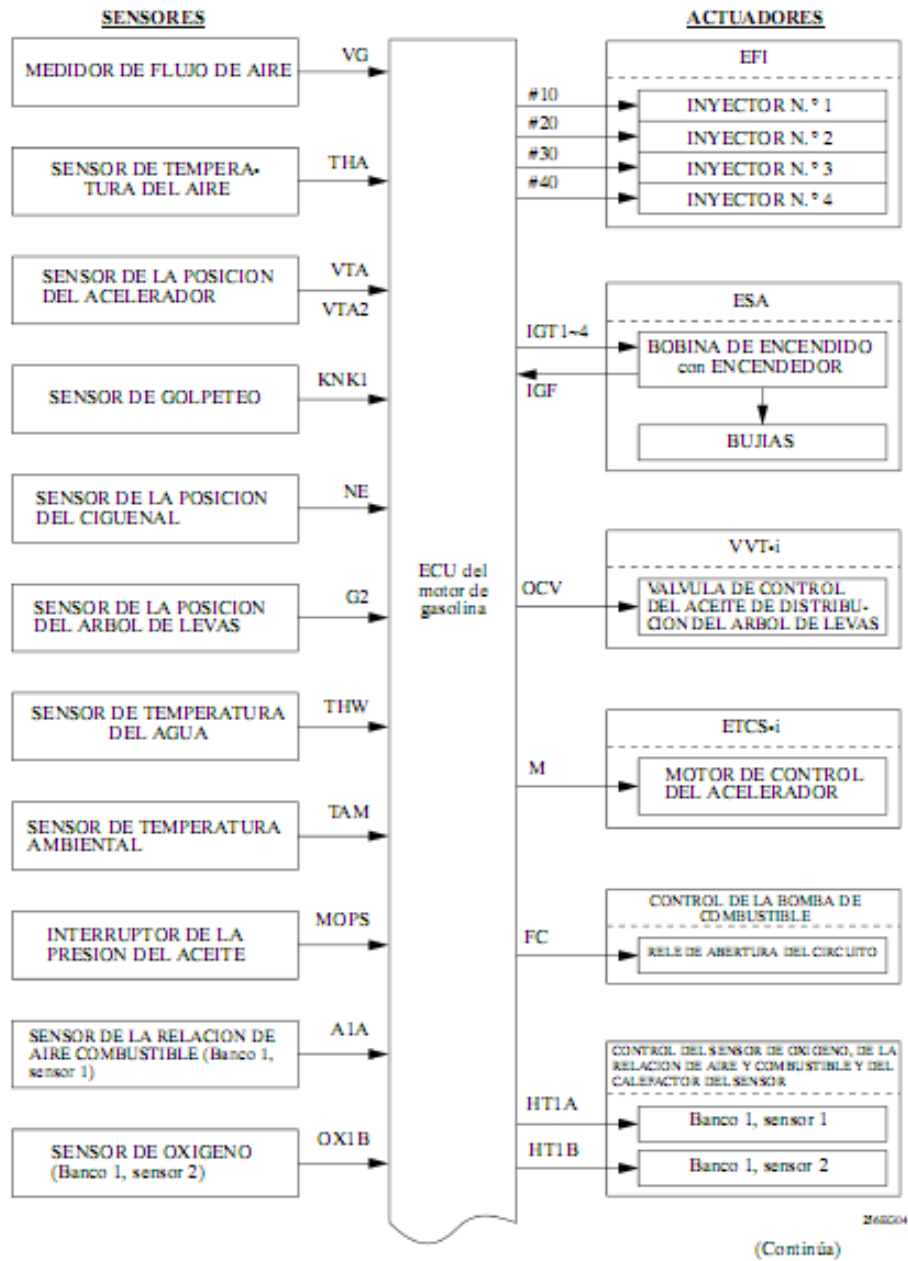 SENSORES
MEDIDOR DE FLUJO DE AIRE
VG
SENSOR DE TEMPERA-
TURA DEL AIRE
THA
SENSOR DE LA POSICION
DEL ACELERADOR
VTA
VTA2
SENSOR DE GOLPETEO
KNK1
SENSOR DE LA POSICION
DEL CIGUENAL
NE
SENSOR DE LA POSICION
DEL ARBOL DE LEVAS
G2
SENSOR DE TEMPERATURA
DEL AGUA
THW
SENSOR DE TEMPERATURA
AMBIENTAL
TAM
INTERRUPTOR DE LA
PRESION DEL ACEITE
MOPS
SENSOR DE LA RELACION DE
AIRE COMBUSTIBLE (Banco 1,
sensor 1)
A1A
SENSOR DE OXIGENO
(Banco 1, sensor 2)
OX1B
ECU del
motor de
gasolina
ACTUADORES
EFI
#10
INYECTOR N.º 1
#20
INYECTOR N.º 2
#30
INYECTOR N.º 3
#40
INYECTOR N.º 4
ESA
IGT1~4
IGF
BOBINA DE ENCENDIDO
con ENCENDEDOR
BUJIAS
VVT-i
OCV
VALVULA DE CONTROL
DEL ACEITE DE DISTRIBU-
CION DEL ARBOL DE LEVAS
ETCS-i
M
MOTOR DE CONTROL
DEL ACELERADOR
CONTROL DE LA BOMBA DE
COMBUSTIBLE
FC
RELE DE ABERTURA DEL CIRCUITO
CONTROL DEL SENSOR DE OXIGENO, DE LA
RELACION DE AIRE Y COMBUSTIBLE Y DEL
CALEFACTOR DEL SENSOR
HT1A
Banco 1, sensor 1
HT1B
Banco 1, sensor 2
(Continúa)